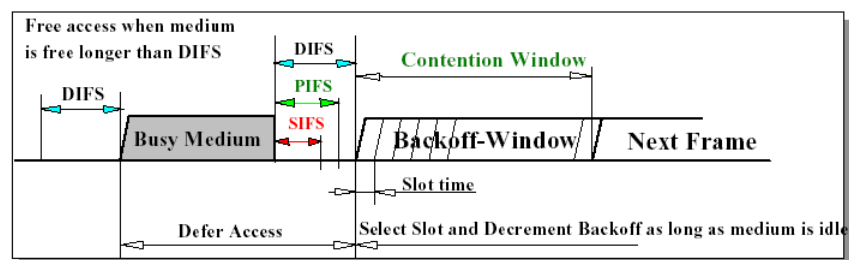 Free access when medium
is free longer than DIFS
DIFS
DIFS
PIFS
SIFS
Contention Window
Busy Medium
Backoff-Window
Next Frame
Slot time
Defer Access
Select Slot and Decrement Backoff as long as medium is idle